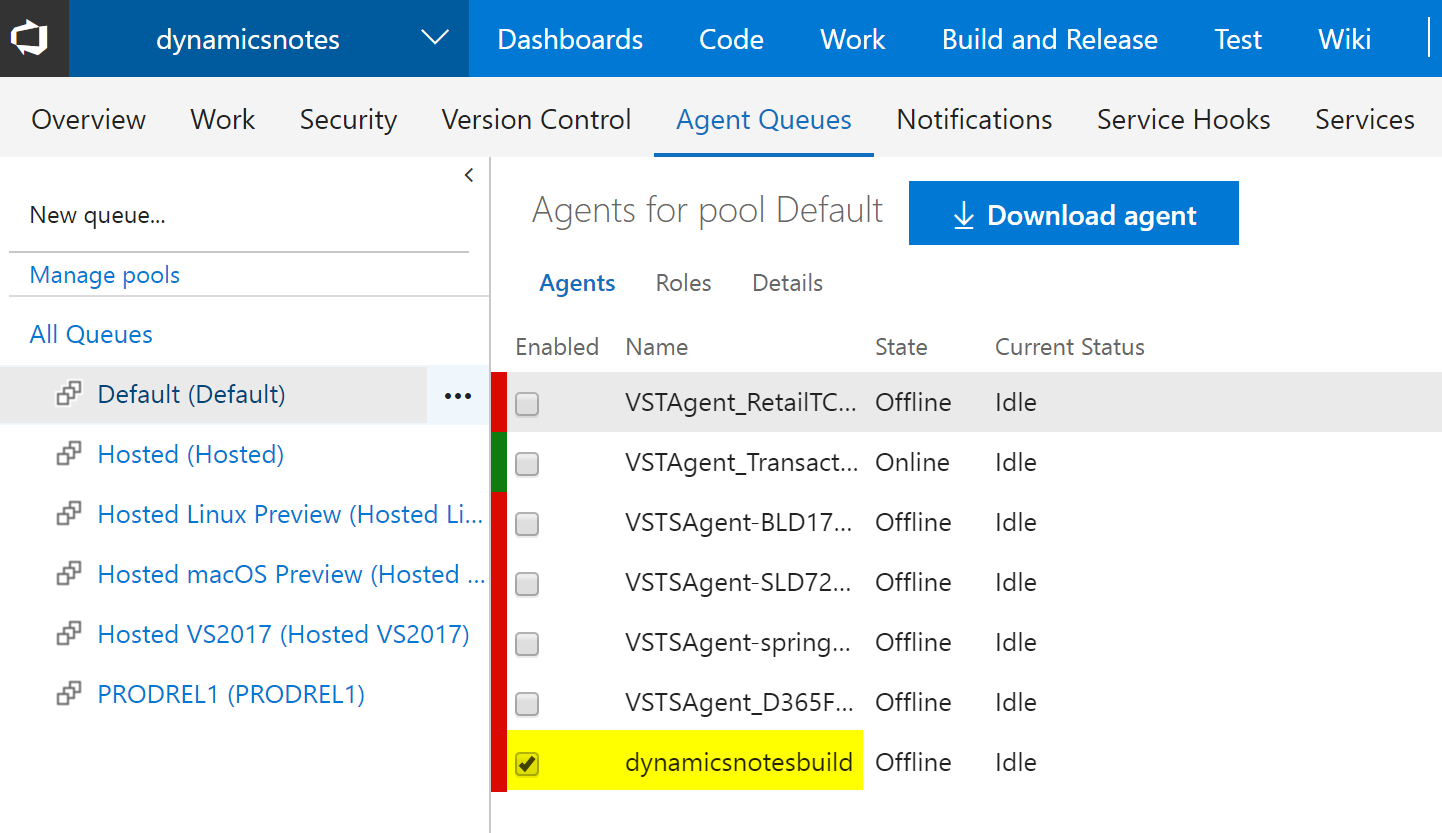 dynamicsnotes Dashboards Code Work Build and Release Test Wiki
Overview Work Security Version Control Agent Queues Notifications Service Hooks Services
New queue...
Manage pools
All Queues
Default (Default)
Hosted (Hosted)
Hosted Linux Preview (Hosted Li...
Hosted macOS Preview (Hosted ...
Hosted VS2017 (Hosted VS2017)
PRODREL1 (PRODREL1)
Agents for pool Default Download agent
Agents Roles Details
Enabled Name State Current Status
VSTAgent_RetailTC... Offline Idle
VSTAgent_Transact... Online Idle
VSTSAgent-BLD17... Offline Idle
VSTSAgent-SLD72... Offline Idle
VSTSAgent-spring... Offline Idle
VSTSAgent_D365F... Offline Idle
dynamicsnotesbuild Offline Idle